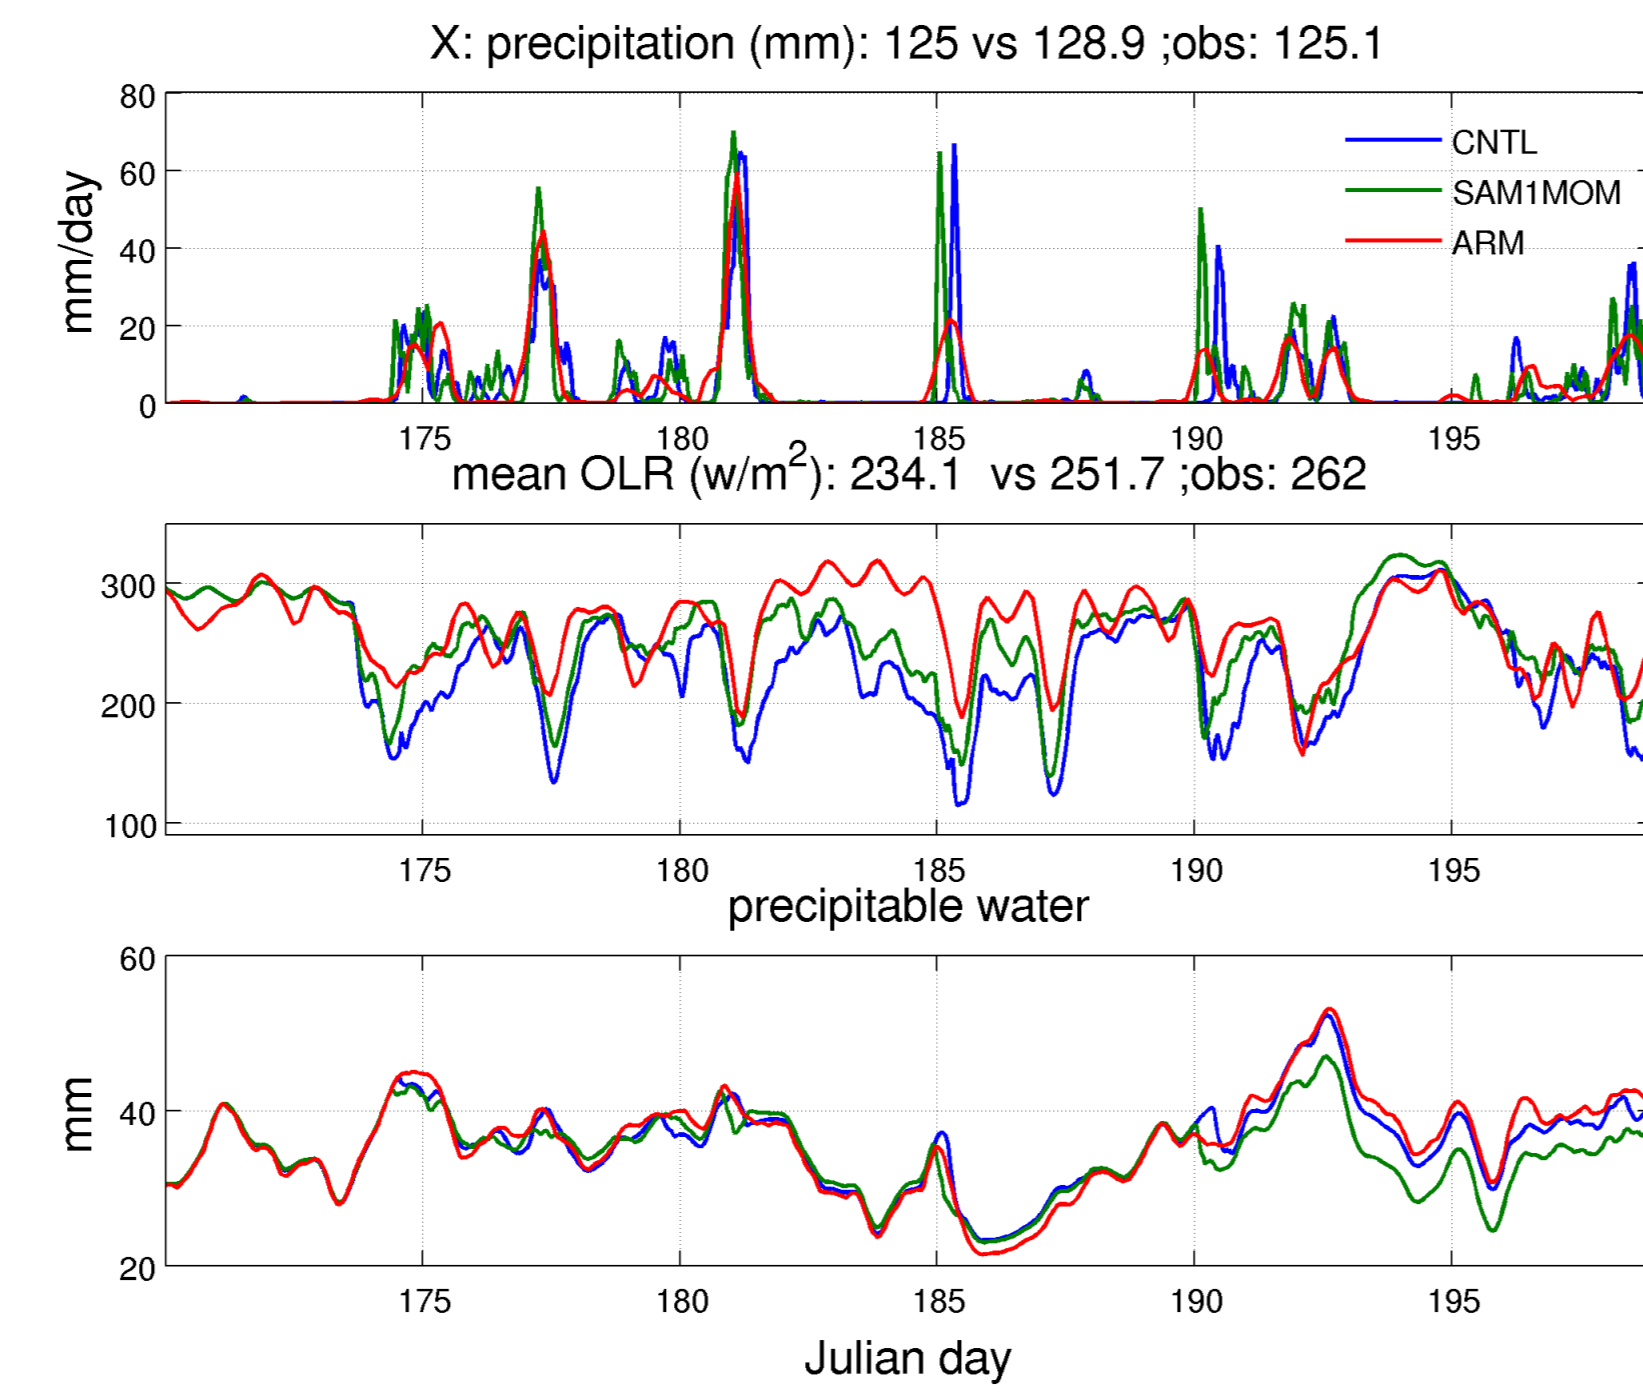 X: precipitation (mm): 125 vs 128.9 ;obs: 125.1
80
60
40
20
0
mm/day
CNTL
SAM1MOM
ARM
175 180 185 190 195
mean OLR (w/m²): 234.1 vs 251.7 ;obs: 262
300
200
100
175 180 185 190 195
precipitable water
60
40
20
mm
175 180 185 190 195
Julian day